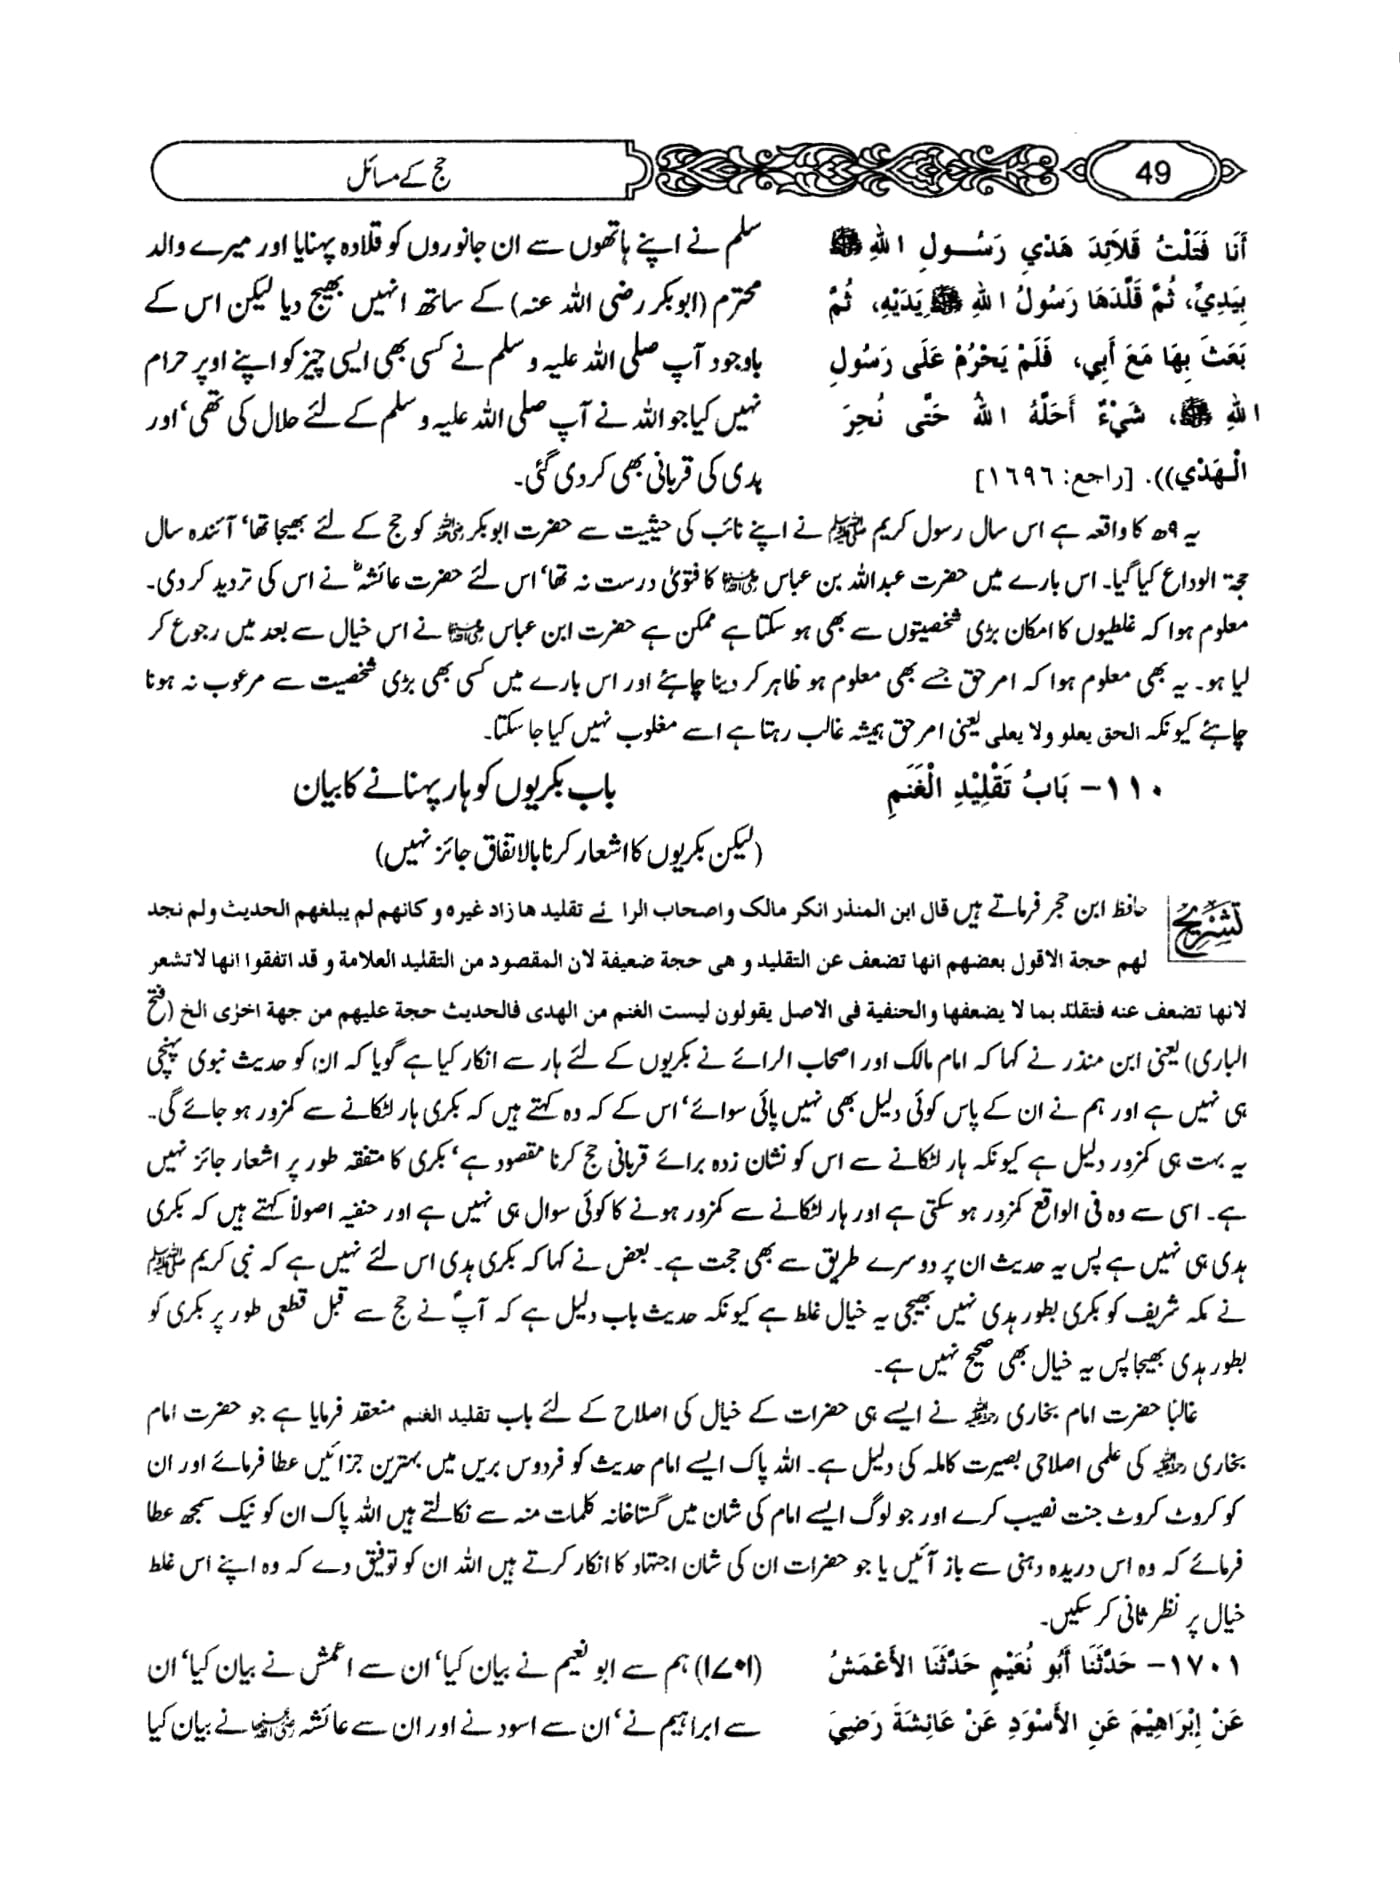 49
حج کے مسائل
أَنَا فَتَلْتُ قَلاَئِدَ هَدْيِ رَسُولِ اللهِ ﷺ
بِيَدِيَّ، ثُمَّ قَلَّدَهَا رَسُولُ اللهِ ﷺ بِيَدَيْهِ، ثُمَّ
بَعَثَ بِهَا مَعَ أَبِي، فَلَمْ يَحْرُمْ عَلَى رَسُولِ
اللهِ ﷺ، شَيْءٌ أَحَلَّهُ اللهُ حَتَّى نُحِرَ
الْهَدْيُ)). [راجع: ١٦٩٦]
سلم نے اپنے ہاتھوں سے ان جانوروں کو قلادہ پہنایا اور میرے والد
محترم (ابوبکر رضی اللہ عنہ) کے ساتھ انہیں بھیج دیا لیکن اس کے
باوجود آپ صلی اللہ علیہ و سلم نے کسی بھی ایسی چیز کو اپنے اوپر حرام
نہیں کیا جو اللہ نے آپ صلی اللہ علیہ و سلم کے لئے حلال کی تھی‘ اور
ہدی کی قربانی بھی کر دی گئی۔
یہ ۹ھ کا واقعہ ہے اس سال رسول کریم ﷺ نے اپنے نائب کی حیثیت سے حضرت ابوبکر رضی اللہ عنہ کو حج کے لئے بھیجا تھا‘ آئندہ سال
حجۃ الوداع کیا گیا۔ اس بارے میں حضرت عبداللہ بن عباس رضی اللہ عنہما کا فتویٰ درست نہ تھا‘ اس لئے حضرت عائشہؓ نے اس کی تردید کر دی۔
معلوم ہوا کہ غلطیوں کا امکان بڑی شخصیتوں سے بھی ہو سکتا ہے ممکن ہے حضرت ابن عباس رضی اللہ عنہما نے اس خیال سے بعد میں رجوع کر
لیا ہو۔ یہ بھی معلوم ہوا کہ امر حق جسے بھی معلوم ہو ظاہر کر دینا چاہئے اور اس بارے میں کسی بھی بڑی شخصیت سے مرعوب نہ ہونا
چاہئے کیونکہ الحق یعلو ولا یعلی یعنی امر حق ہمیشہ غالب رہتا ہے اسے مغلوب نہیں کیا جا سکتا۔
١١٠- بَابُ تَقْلِيْدِ الْغَنَمِ
باب بکریوں کو ہار پہنانے کا بیان
(لیکن بکریوں کا اشعار کرنا بالاتفاق جائز نہیں)
تشریح حافظ ابن حجر فرماتے ہیں قال ابن المنذر انکر مالک واصحاب الرائے تقلیدها زاد غیره و کانهم لم یبلغهم الحدیث ولم نجد
لهم حجة الاقول بعضهم انها تضعف عن التقلید و هی حجة ضعیفة لان المقصود من التقلید العلامة و قد اتفقوا انها لاتشعر
لانها تضعف عنه فتقلد بما لا یضعفها والحنفیة فی الاصل یقولون لیست الغنم من الهدی فالحدیث حجة علیهم من جهة اخرٰی الخ (فتح
الباری) یعنی ابن منذر نے کہا کہ امام مالک اور اصحاب الرائے نے بکریوں کے لئے ہار سے انکار کیا ہے گویا کہ ان کو حدیث نبوی پہنچی
ہی نہیں ہے اور ہم نے ان کے پاس کوئی دلیل بھی نہیں پائی سوائے‘ اس کے کہ وہ کہتے ہیں کہ بکری ہار لٹکانے سے کمزور ہو جائے گی۔
یہ بہت ہی کمزور دلیل ہے کیونکہ ہار لٹکانے سے اس کو نشان زدہ برائے قربانی حج کرنا مقصود ہے‘ بکری کا متفقہ طور پر اشعار جائز نہیں
ہے۔ اسی سے وہ فی الواقع کمزور ہو سکتی ہے اور ہار لٹکانے سے کمزور ہونے کا کوئی سوال ہی نہیں ہے اور حنفیہ اصولاً کہتے ہیں کہ بکری
ہدی ہی نہیں ہے پس یہ حدیث ان پر دوسرے طریق سے بھی حجت ہے۔ بعض نے کہا کہ بکری ہدی اس لئے نہیں ہے کہ نبی کریم ﷺ
نے مکہ شریف کو بکری بطور ہدی نہیں بھیجی یہ خیال غلط ہے کیونکہ حدیث باب دلیل ہے کہ آپؐ نے حج سے قبل قطعی طور پر بکری کو
بطور ہدی بھیجا پس یہ خیال بھی صحیح نہیں ہے۔
غالباً حضرت امام بخاری رحمۃ اللہ علیہ نے ایسے ہی حضرات کے خیال کی اصلاح کے لئے باب تقلید الغنم منعقد فرمایا ہے جو حضرت امام
بخاری رحمۃ اللہ علیہ کی علمی اصلاحی بصیرت کاملہ کی دلیل ہے۔ اللہ پاک ایسے امام حدیث کو فردوس بریں میں بہترین جزائیں عطا فرمائے اور ان
کو کروٹ کروٹ جنت نصیب کرے اور جو لوگ ایسے امام کی شان میں گستاخانہ کلمات منہ سے نکالتے ہیں اللہ پاک ان کو نیک سمجھ عطا
فرمائے کہ وہ اس دریدہ دہنی سے باز آئیں یا جو حضرات ان کی شان اجتہاد کا انکار کرتے ہیں اللہ ان کو توفیق دے کہ وہ اپنے اس غلط
خیال پر نظر ثانی کر سکیں۔
١٧٠١- حَدَّثَنَا أَبُو نُعَيْمٍ حَدَّثَنَا الأَعْمَشُ
عَنْ إِبْرَاهِيْمَ عَنِ الأَسْوَدِ عَنْ عَائِشَةَ رَضِيَ
(۱۷۰۱) ہم سے ابو نعیم نے بیان کیا‘ ان سے اعمش نے بیان کیا‘ ان
سے ابراہیم نے‘ ان سے اسود نے اور ان سے عائشہ رضی اللہ عنہا نے بیان کیا